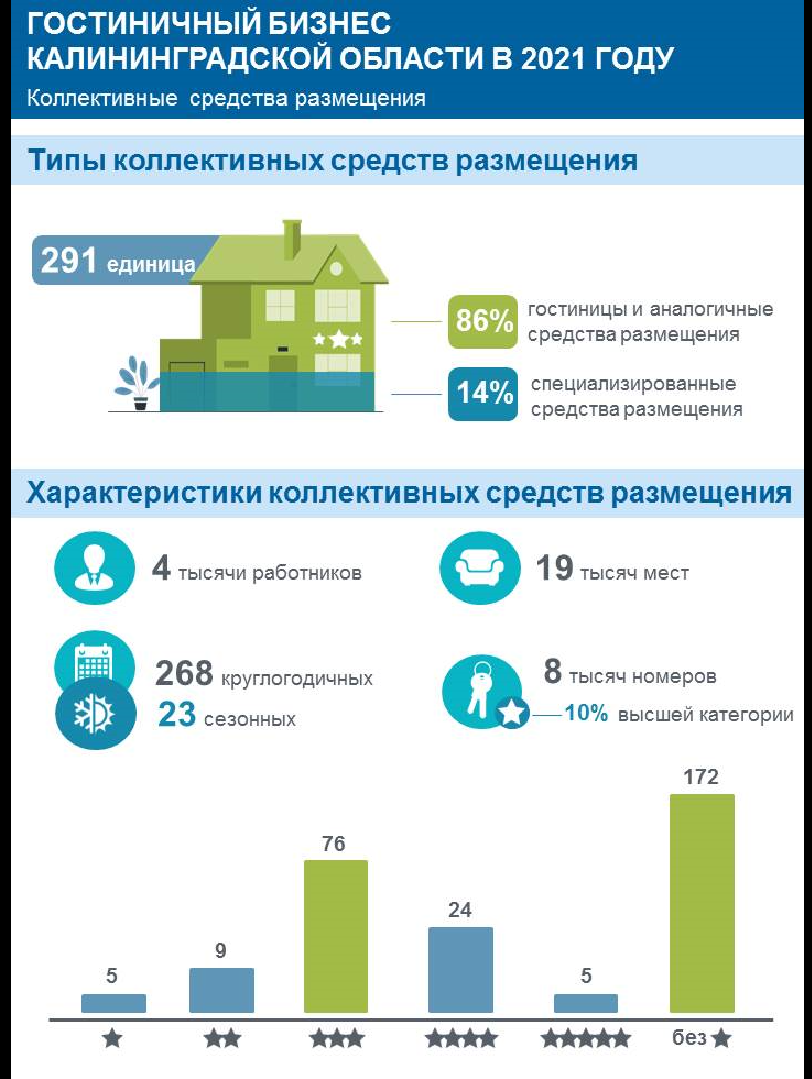 ГОСТИНИЧНЫЙ БИЗНЕС
КАЛИНИНГРАДСКОЙ ОБЛАСТИ В 2021 ГОДУ
Коллективные средства размещения
Типы коллективных средств размещения
291 единица
86% гостиницы и аналогичные
средства размещения
14% специализированные
средства размещения
Характеристики коллективных средств размещения
4 тысячи работников
19 тысяч мест
268 круглогодичных
23 сезонных
8 тысяч номеров
10% высшей категории
172
76
24
9
5
5
без